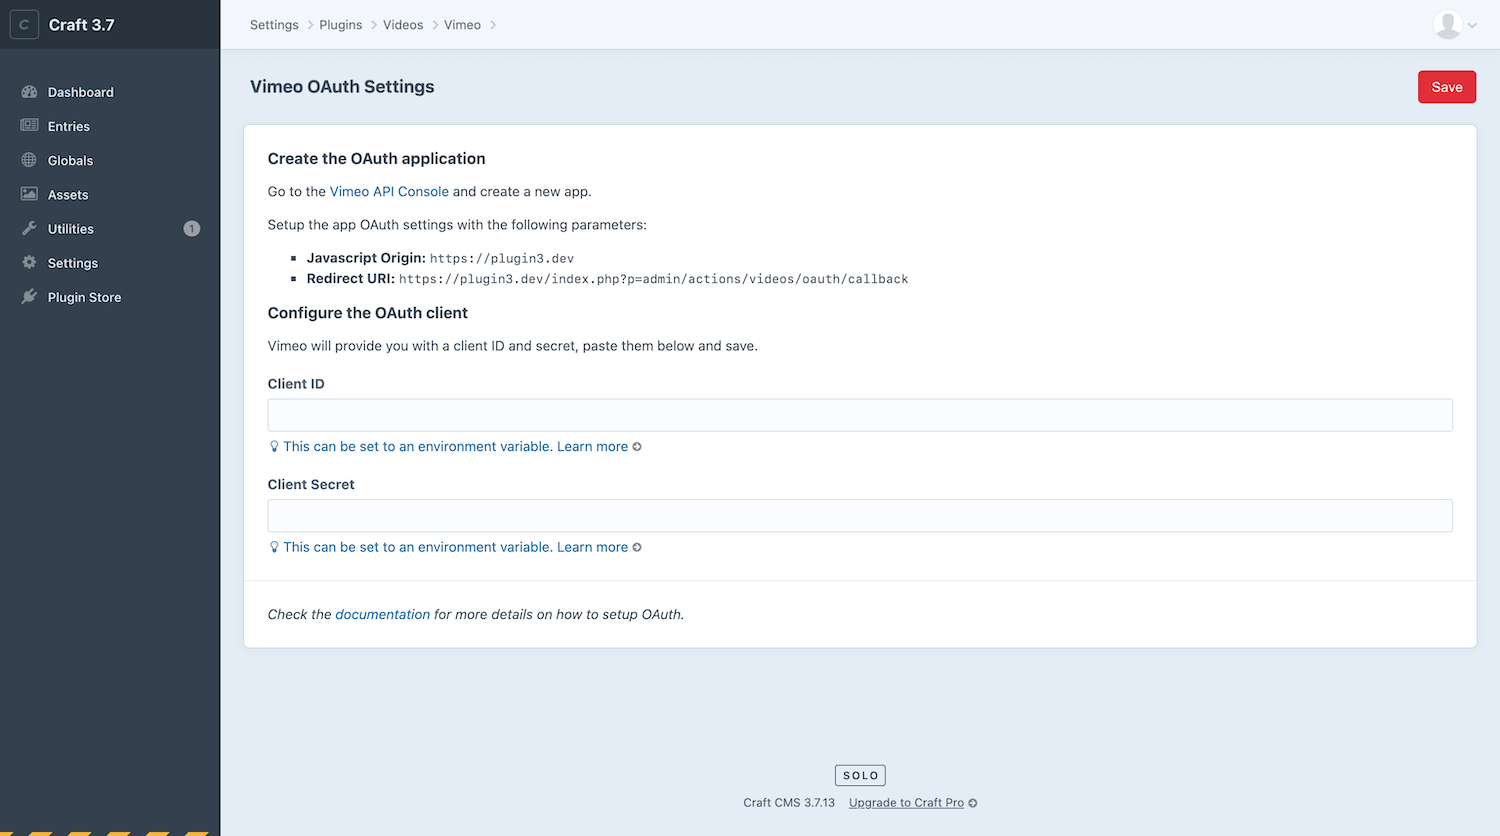 C Craft 3.7
Settings Plugins Videos Vimeo
Dashboard
Entries
Globals
Assets
Utilities 1
Settings
Plugin Store
Vimeo OAuth Settings
Save
Create the OAuth application
Go to the Vimeo API Console and create a new app.
Setup the app OAuth settings with the following parameters:
Javascript Origin: https://plugin3.dev
Redirect URI: https://plugin3.dev/index.php?p=admin/actions/videos/oauth/callback
Configure the OAuth client
Vimeo will provide you with a client ID and secret, paste them below and save.
Client ID
This can be set to an environment variable. Learn more
Client Secret
This can be set to an environment variable. Learn more
Check the documentation for more details on how to setup OAuth.
SOLO
Craft CMS 3.7.13 Upgrade to Craft Pro